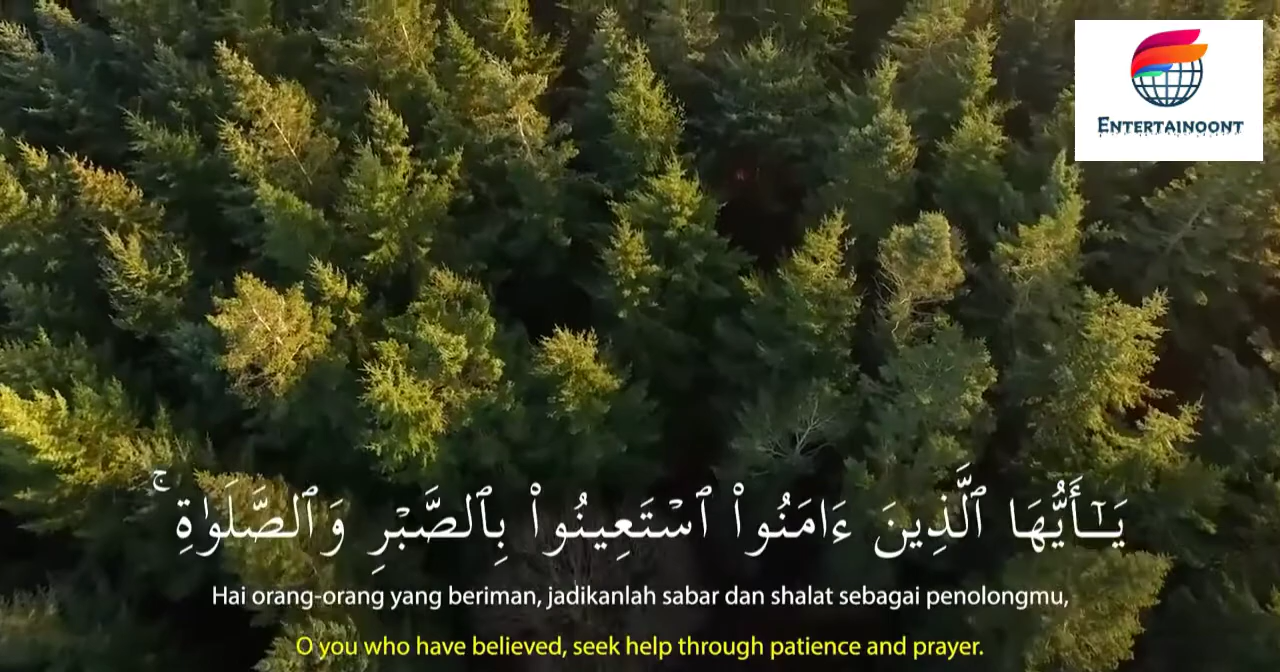 ENTERTAINOONT
يَـٰٓأَيُّهَا ٱلَّذِينَ ءَامَنُوا۟ ٱسْتَعِينُوا۟ بِٱلصَّبْرِ وَٱلصَّلَوٰةِ ۚ
Hai orang-orang yang beriman, jadikanlah sabar dan shalat sebagai penolongmu,
O you who have believed, seek help through patience and prayer.